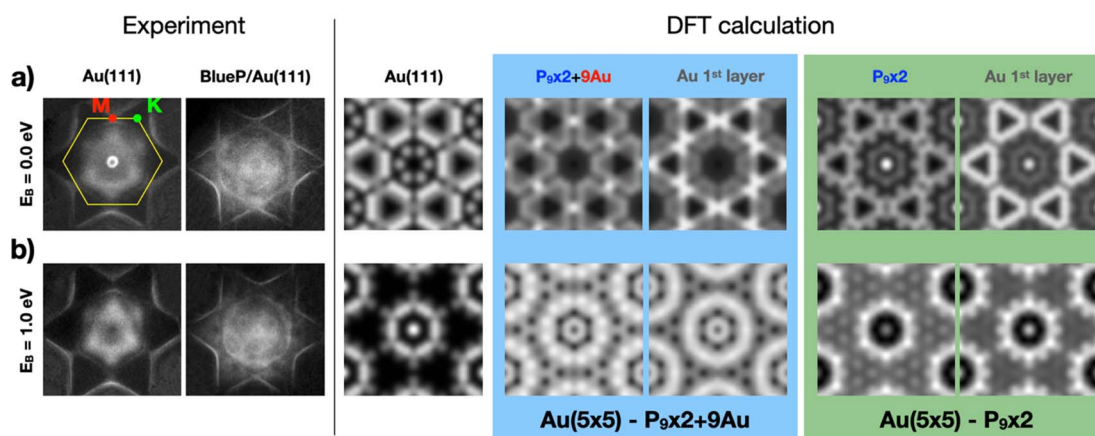 Experiment
DFT calculation
a)
Au(111)
BlueP/Au(111)
Au(111)
P₉x2+9Au
Au 1ˢᵗ layer
P₉x2
Au 1ˢᵗ layer
M
K
E_B = 0.0 eV
b)
E_B = 1.0 eV
Au(5x5) - P₉x2+9Au
Au(5x5) - P₉x2